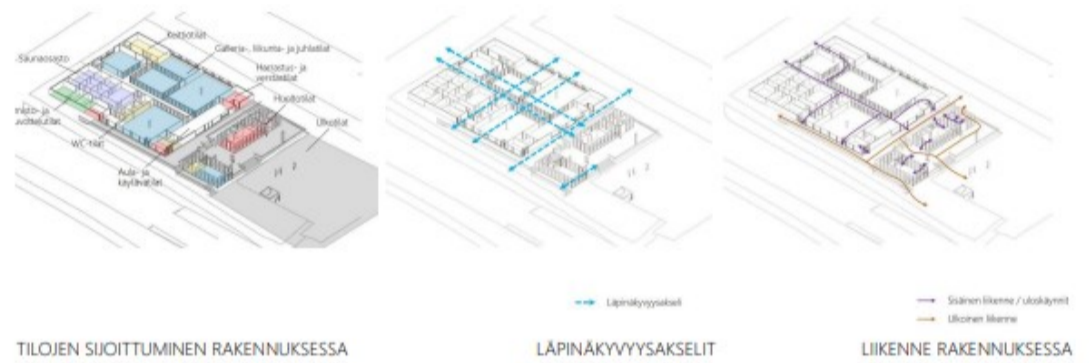 Keittiötilat
Galleria-, liikunta- ja juhlatilat
Saunaosasto
Harrastus- ja
verstastilat
Huoltotilat
Ulkotilat
WC-tilat
Aula- ja
käytävätilat
Läpinäkyvyysakseli
Sisäinen liikenne / uloskäynnit
Ulkoinen liikenne
TILOJEN SIJOITTUMINEN RAKENNUKSESSA
LÄPINÄKYVYYSAKSELIT
LIIKENNE RAKENNUKSESSA